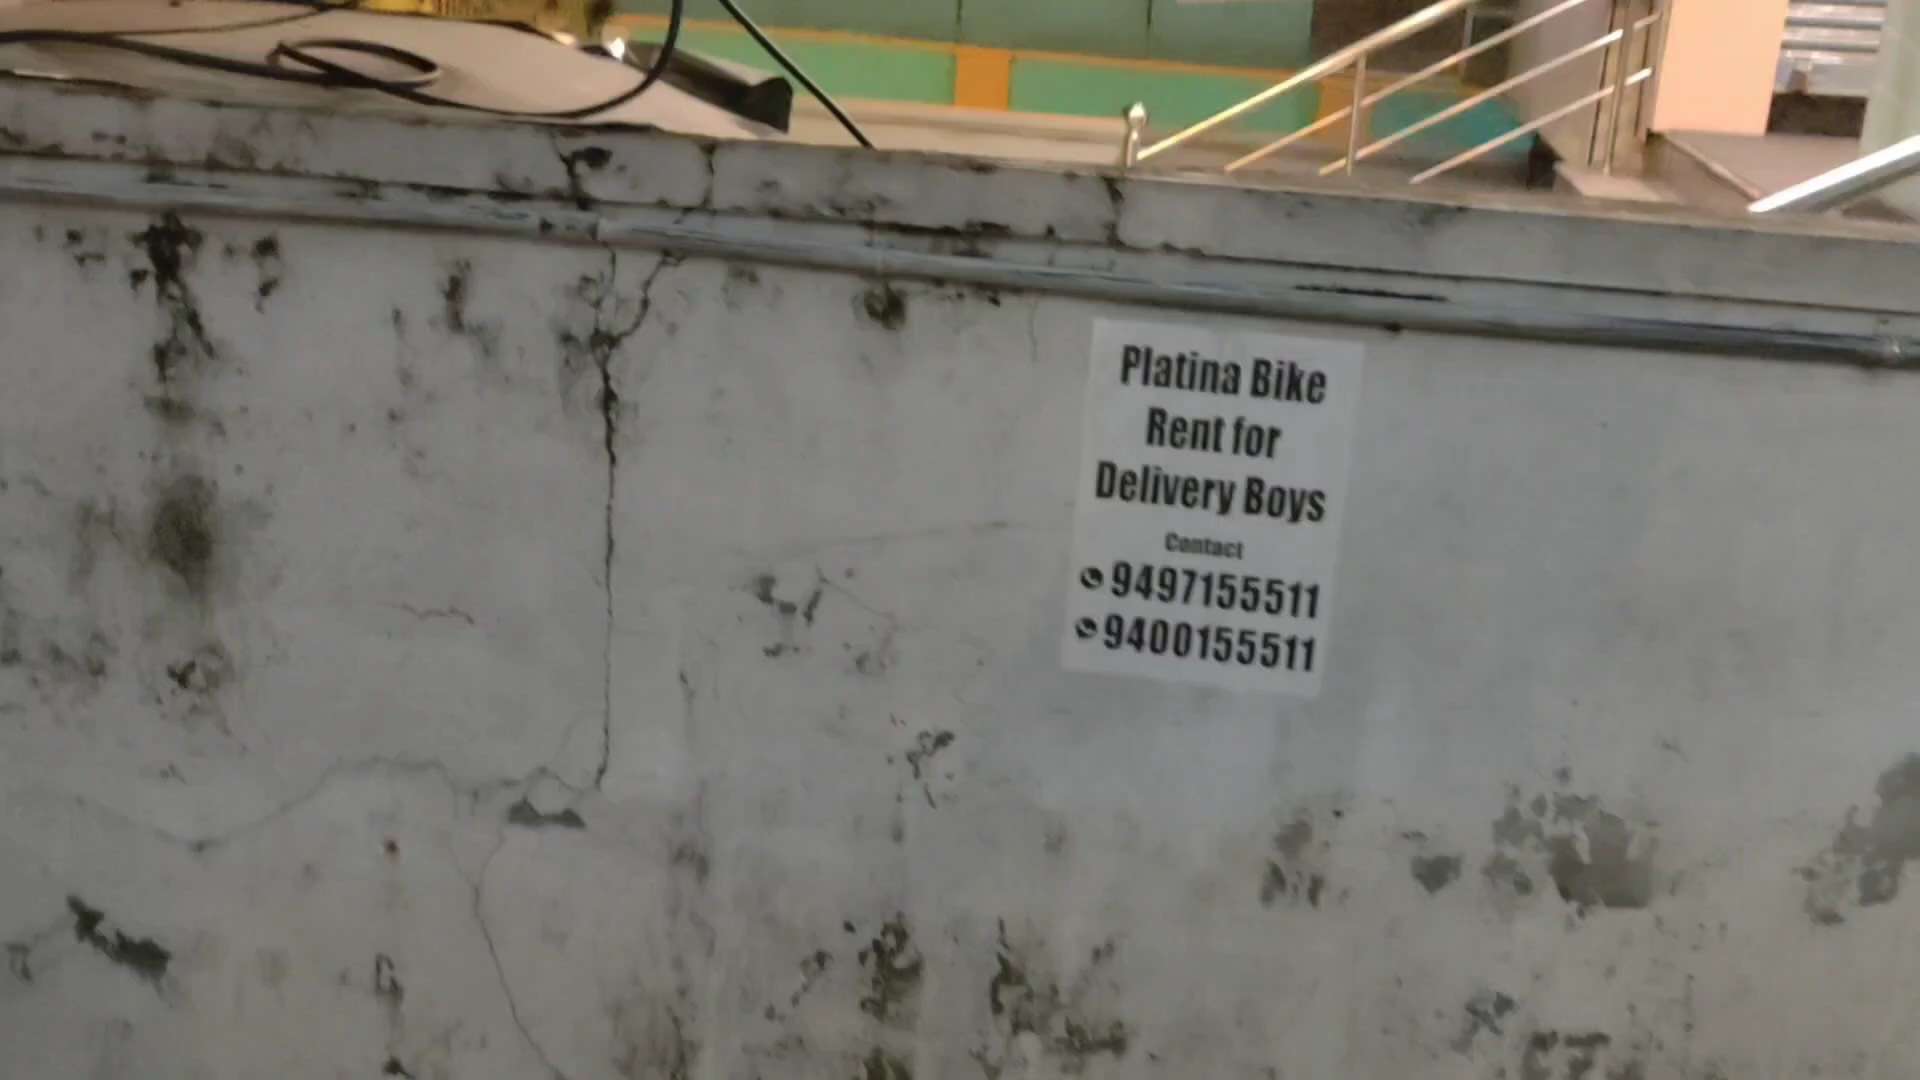 Platina Bike
Rent for
Delivery Boys
Contact
9497155511
9400155511